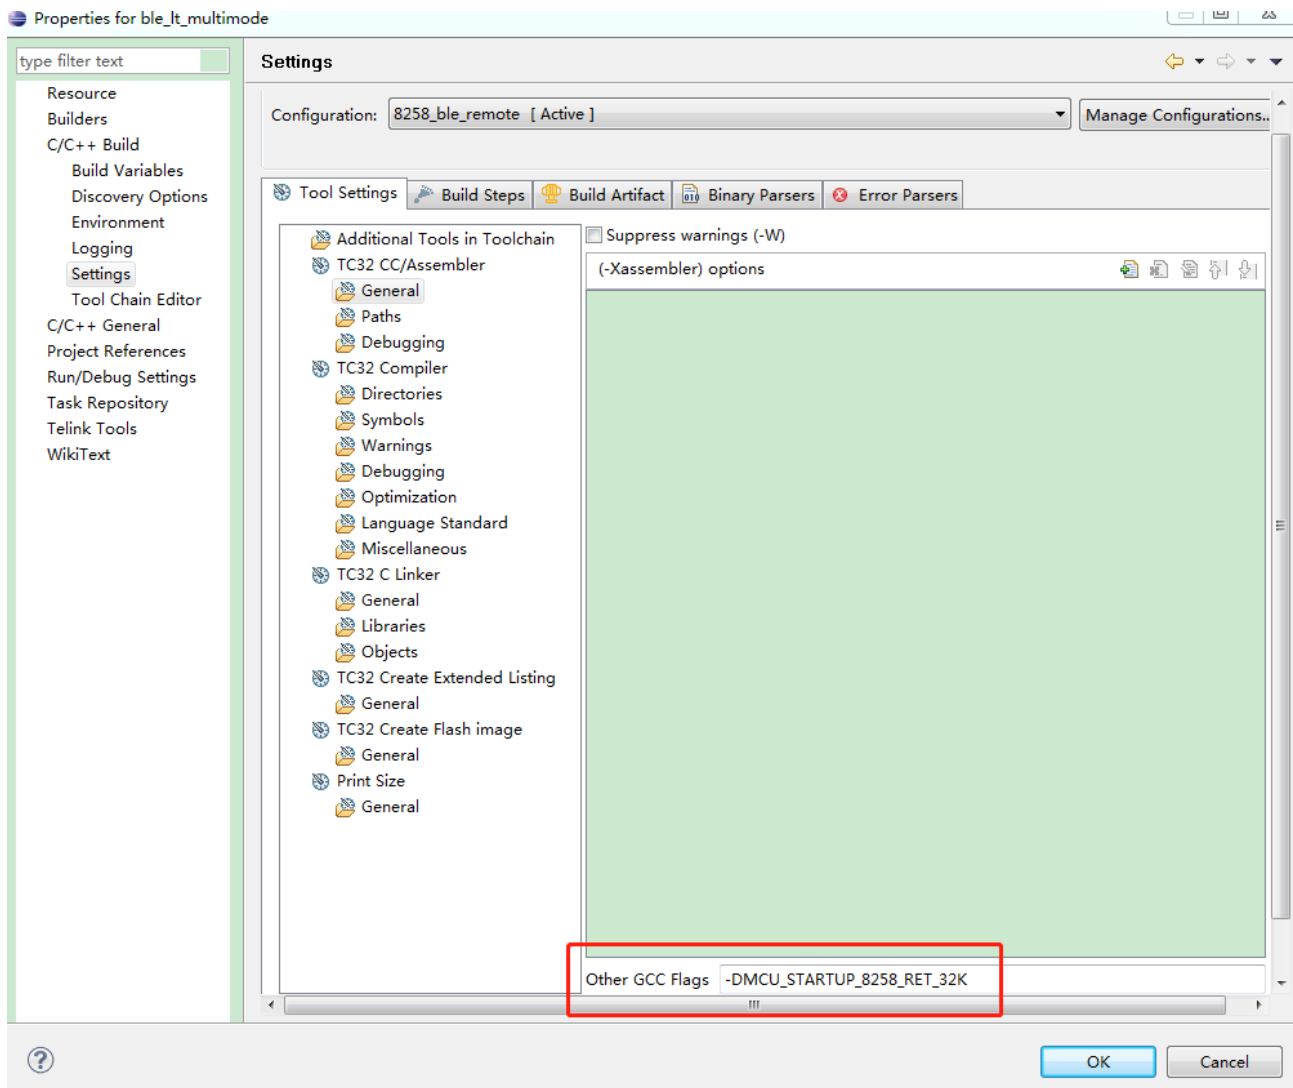 Properties for ble_lt_multimode
type filter text
Resource
Builders
C/C++ Build
Build Variables
Discovery Options
Environment
Logging
Settings
Tool Chain Editor
C/C++ General
Project References
Run/Debug Settings
Task Repository
Telink Tools
WikiText
Settings
Configuration: 8258_ble_remote [ Active ] Manage Configurations..
Tool Settings Build Steps Build Artifact Binary Parsers Error Parsers
Additional Tools in Toolchain
TC32 CC/Assembler
General
Paths
Debugging
TC32 Compiler
Directories
Symbols
Warnings
Debugging
Optimization
Language Standard
Miscellaneous
TC32 C Linker
General
Libraries
Objects
TC32 Create Extended Listing
General
TC32 Create Flash image
General
Print Size
General
Suppress warnings (-W)
(-Xassembler) options
Other GCC Flags -DMCU_STARTUP_8258_RET_32K
OK Cancel